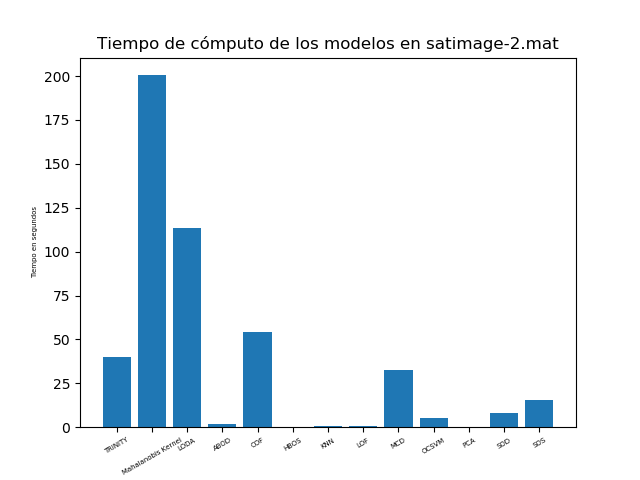 Tiempo de cómputo de los modelos en satimage-2.mat
Tiempo en segundos
200
175
150
125
100
75
50
25
0
TRINITY
Mahalanobis Kernel
LODA
ABOD
COF
HBOS
KNN
LOF
MCD
OCSVM
PCA
SOD
SOS